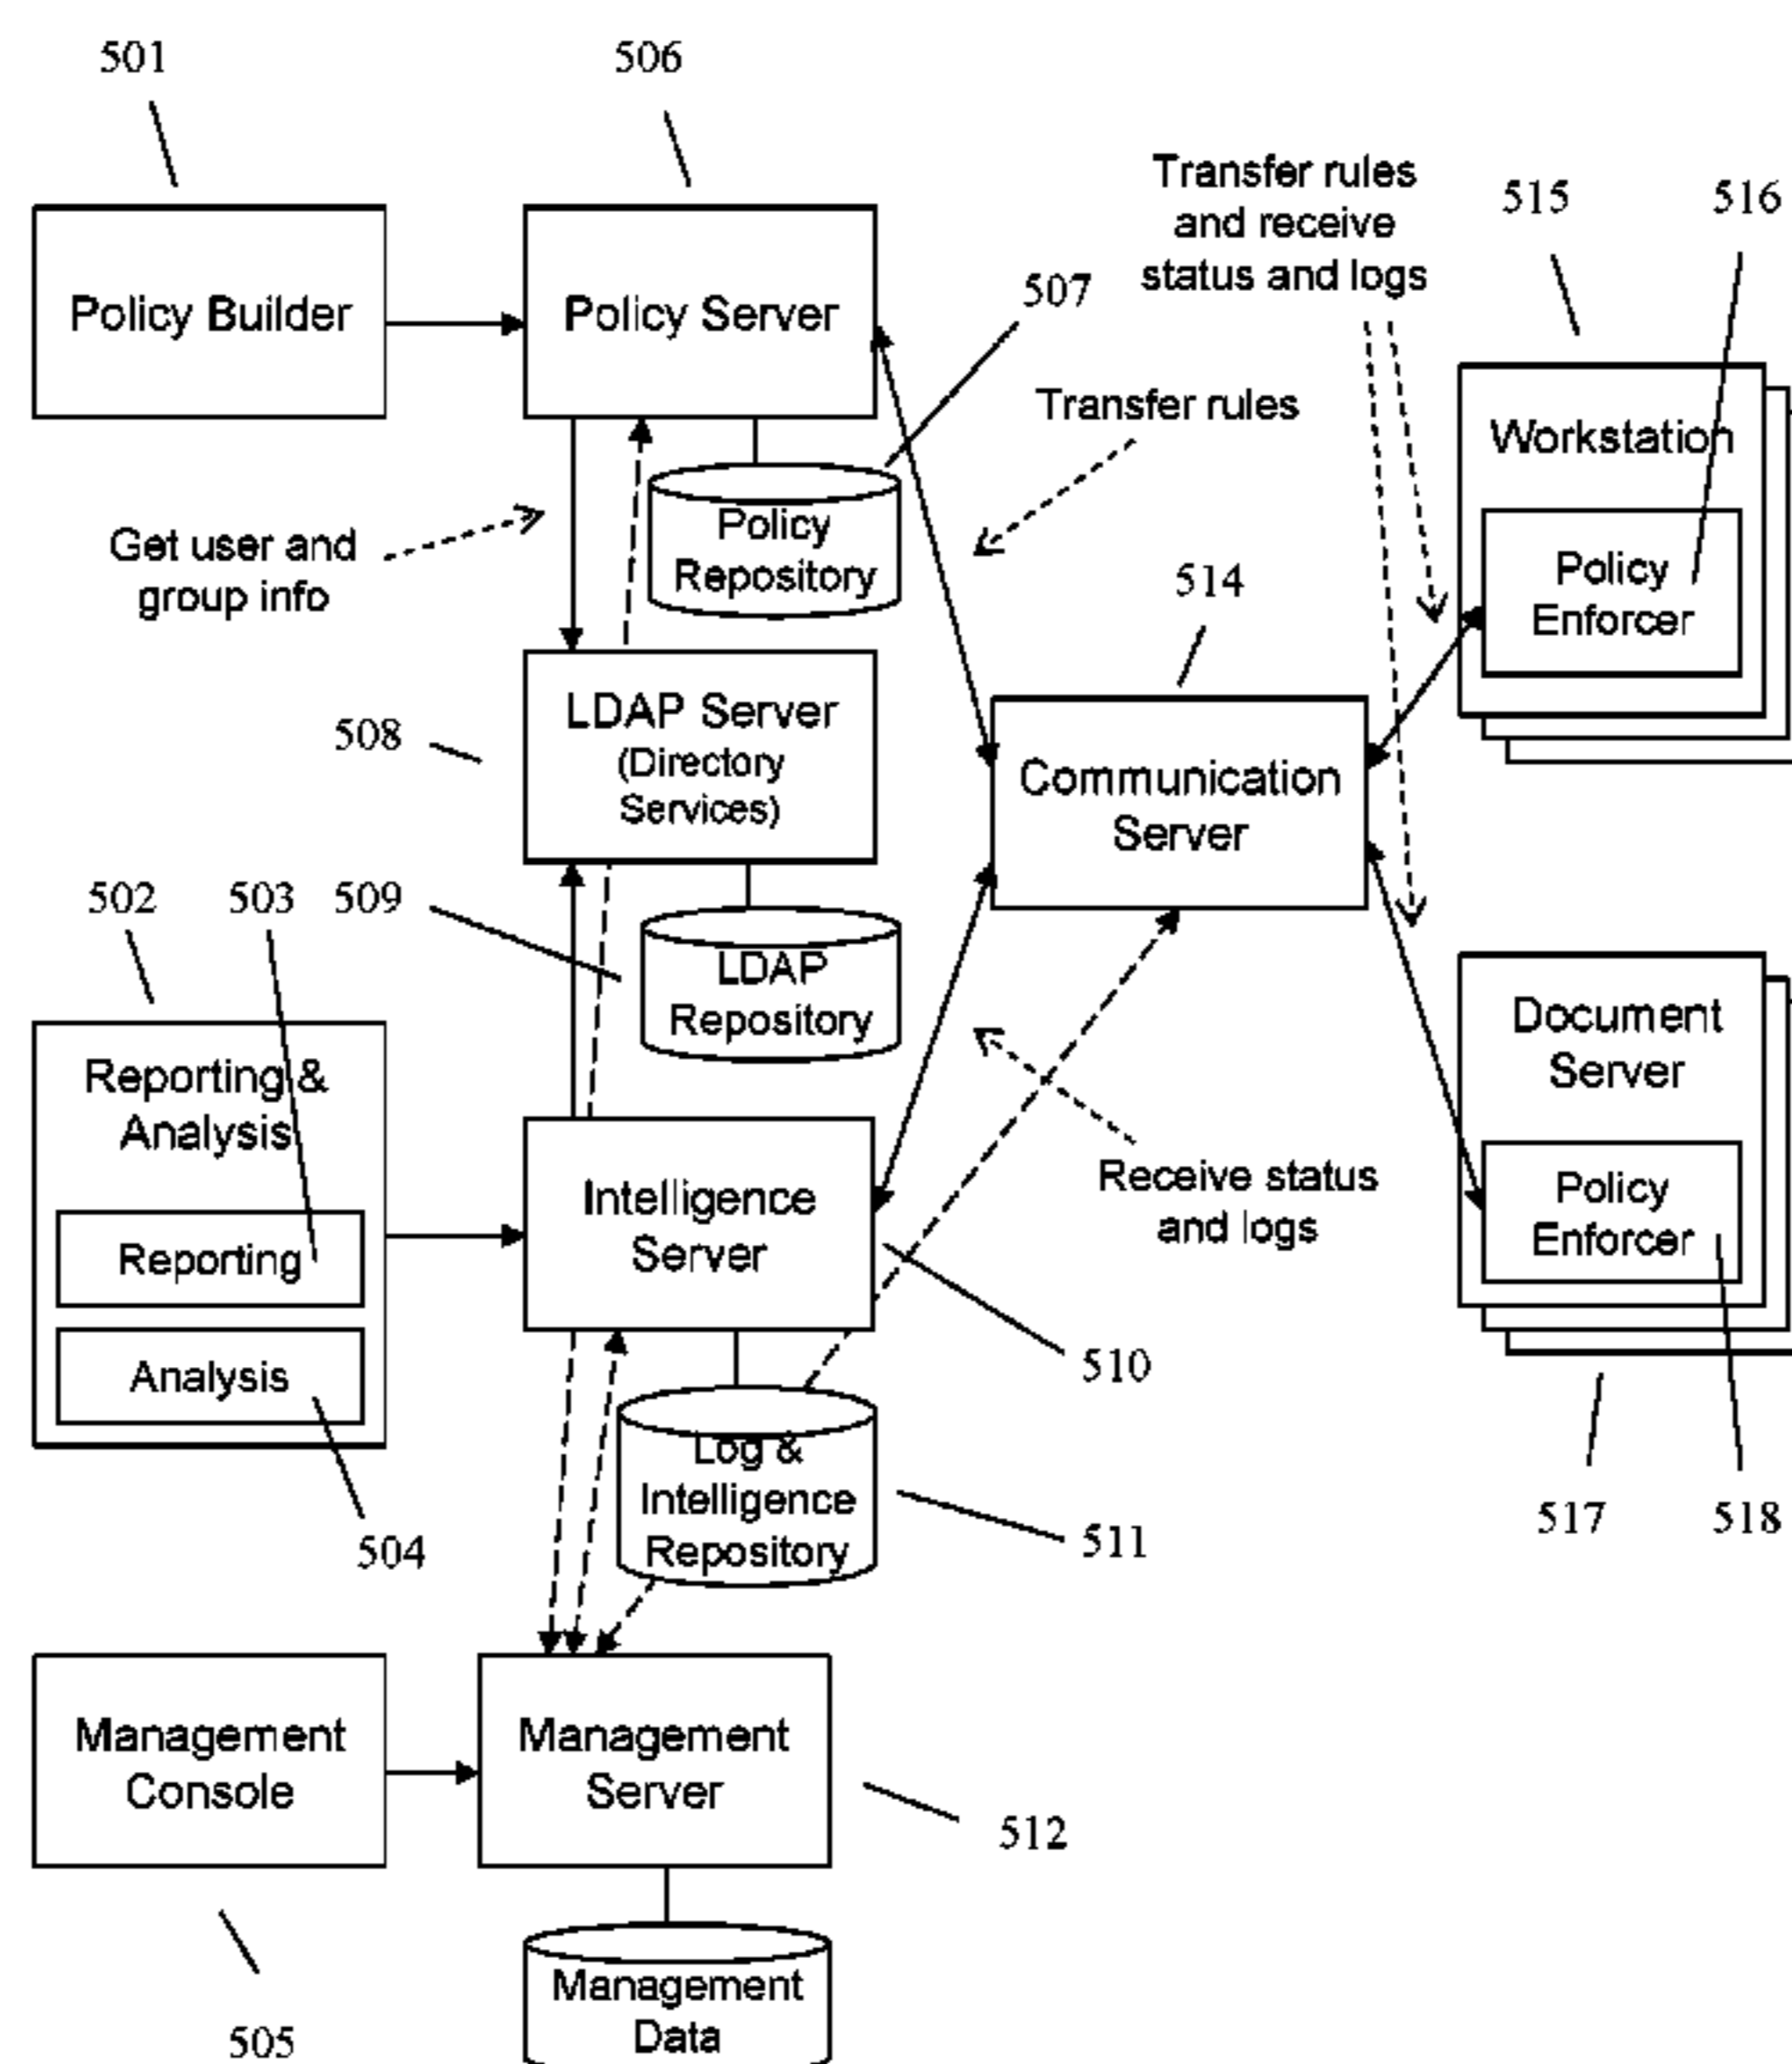 501
506
Transfer rules
and receive
status and logs
515
516
Policy Builder
Policy Server
507
Transfer rules
Workstation
Get user and
group info
Policy
Repository
514
Policy
Enforcer
508
LDAP Server
(Directory
Services)
Communication
Server
502
503
509
LDAP
Repository
Document
Server
Reporting &
Analysis
Receive status
and logs
Intelligence
Server
Policy
Enforcer
Reporting
Analysis
510
504
Log &
Intelligence
Repository
511
517
518
Management
Console
Management
Server
512
505
Management
Data